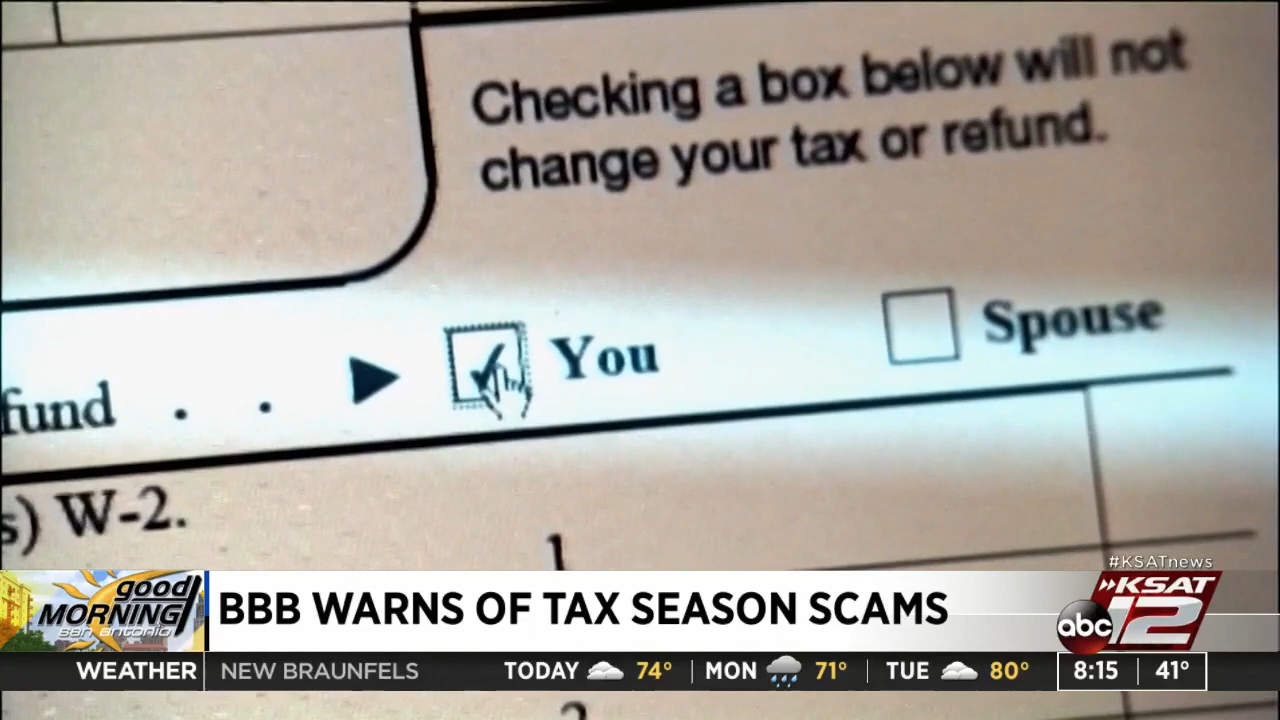 Checking a box below will not
change your tax or refund.
fund . . You Spouse
s) W-2.
1
#KSATnews
good
MORNING
san antonio
BBB WARNS OF TAX SEASON SCAMS
KSAT
abc 12
WEATHER NEW BRAUNFELS TODAY 74° MON 71° TUE 80° 8:15 41°